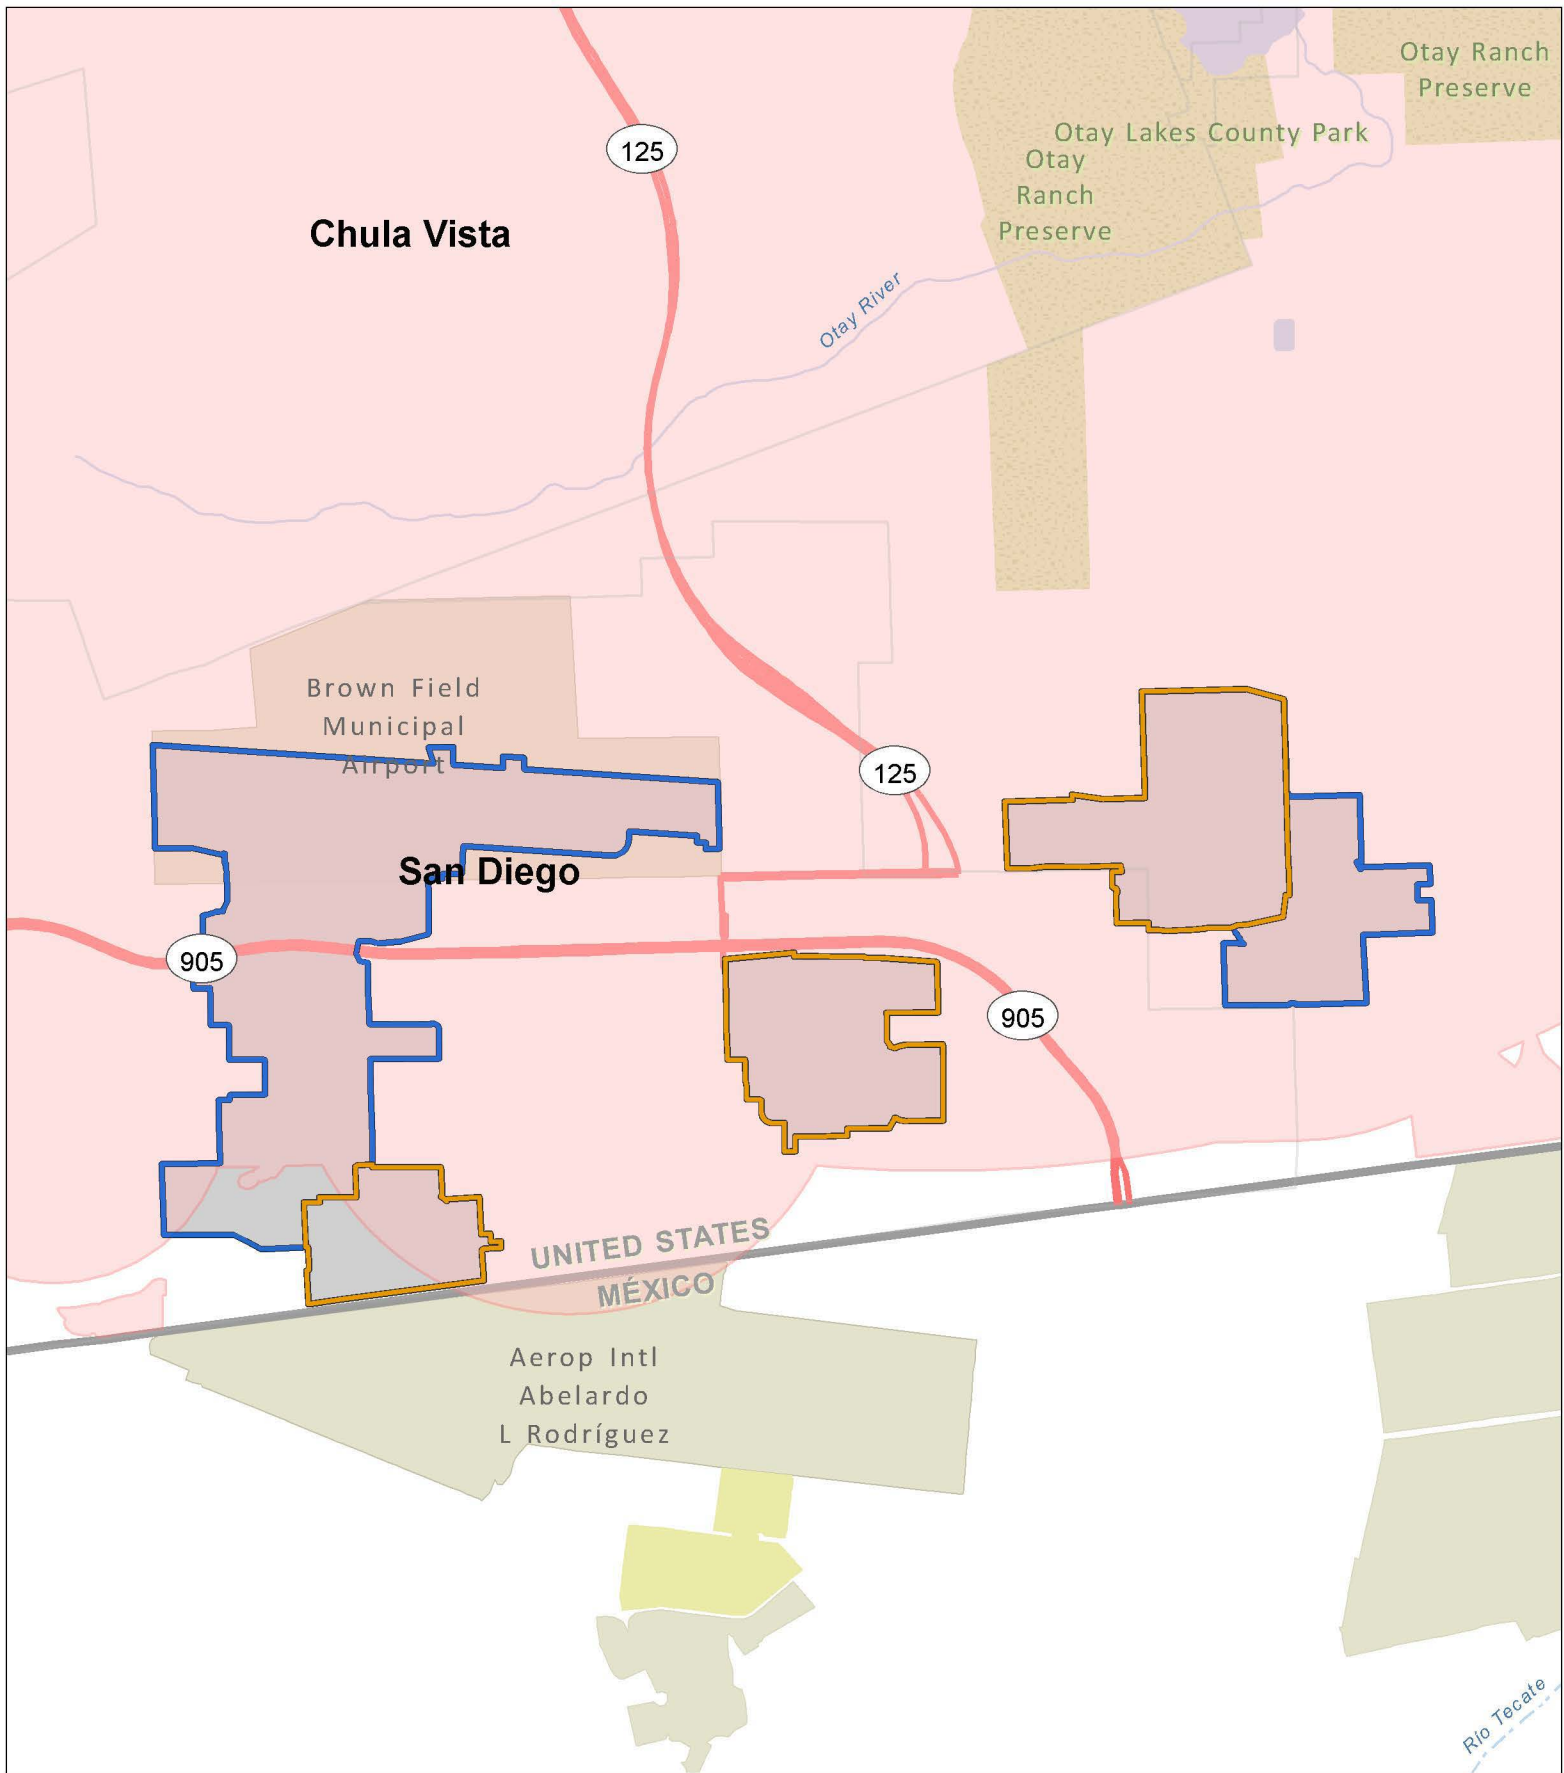 Otay Ranch
Preserve
Otay Lakes County Park
125
Otay
Ranch
Preserve
Chula Vista
Otay River
Brown Field
Municipal
Airport
125
San Diego
905
905
UNITED STATES
MÉXICO
Aerop Intl
Abelardo
L Rodríguez
Río Tecate